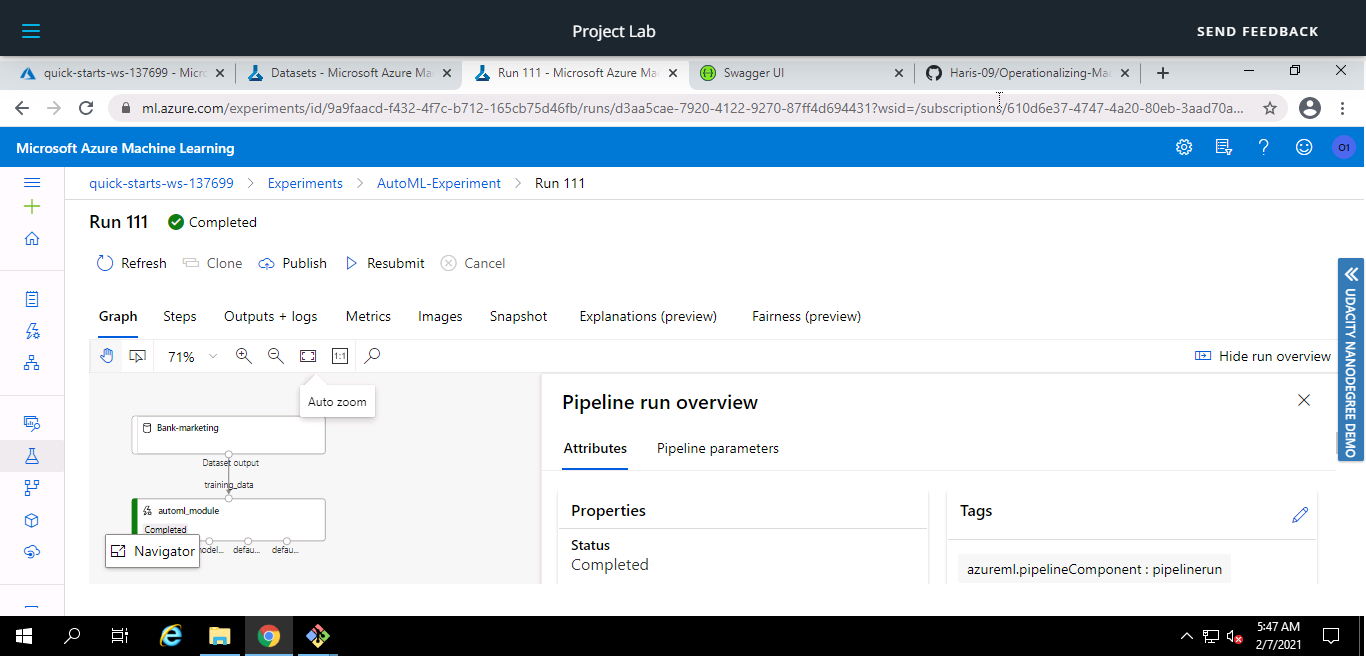 Project Lab
SEND FEEDBACK
quick-starts-ws-137699 - Micr
Datasets - Microsoft Azure Ma
Run 111 - Microsoft Azure Ma
Swagger UI
Haris-09/Operationalizing-Ma
ml.azure.com/experiments/id/9a9faacd-f432-4f7c-b712-165cb75d46fb/runs/d3aa5cae-7920-4122-9270-87ff4d694431?wsid=/subscriptions/610d6e37-4747-4a20-80eb-3aad70a...
Microsoft Azure Machine Learning
O1
quick-starts-ws-137699 > Experiments > AutoML-Experiment > Run 111
Run 111 Completed
Refresh Clone Publish Resubmit Cancel
Graph Steps Outputs + logs Metrics Images Snapshot Explanations (preview) Fairness (preview)
71% 1:1 Hide run overview
Auto zoom
Bank-marketing
Dataset output
training_data
automl_module
Completed
Navigator
defau... defau...
Pipeline run overview
Attributes Pipeline parameters
Properties
Status
Completed
Tags
azureml.pipelineComponent : pipelinerun
UDACITY NANODEGREE DEMO
5:47 AM
2/7/2021